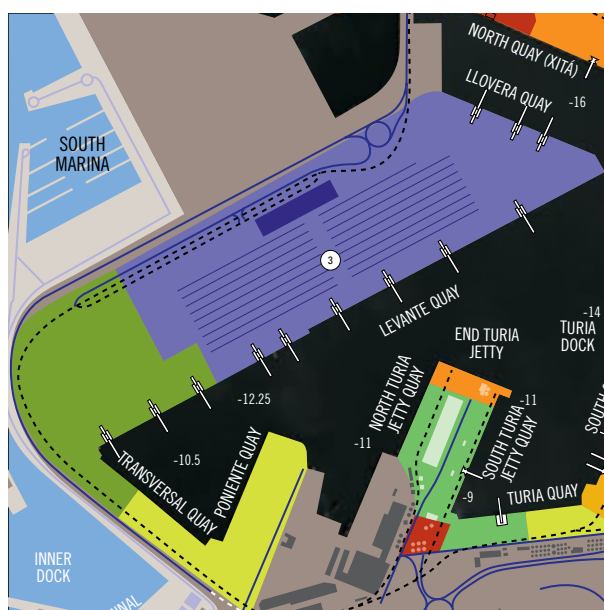 NORTH QUAY (XITÁ)
LLOVERA QUAY
-16
SOUTH
MARINA
3
LEVANTE QUAY
-14
TURIA
DOCK
END TURIA
JETTY
NORTH TURIA
JETTY QUAY
-12.25
-11
-11
SOUTH TURIA
JETTY QUAY
-10.5
PONIENTE QUAY
TRANSVERSAL QUAY
-9
TURIA QUAY
INNER
DOCK